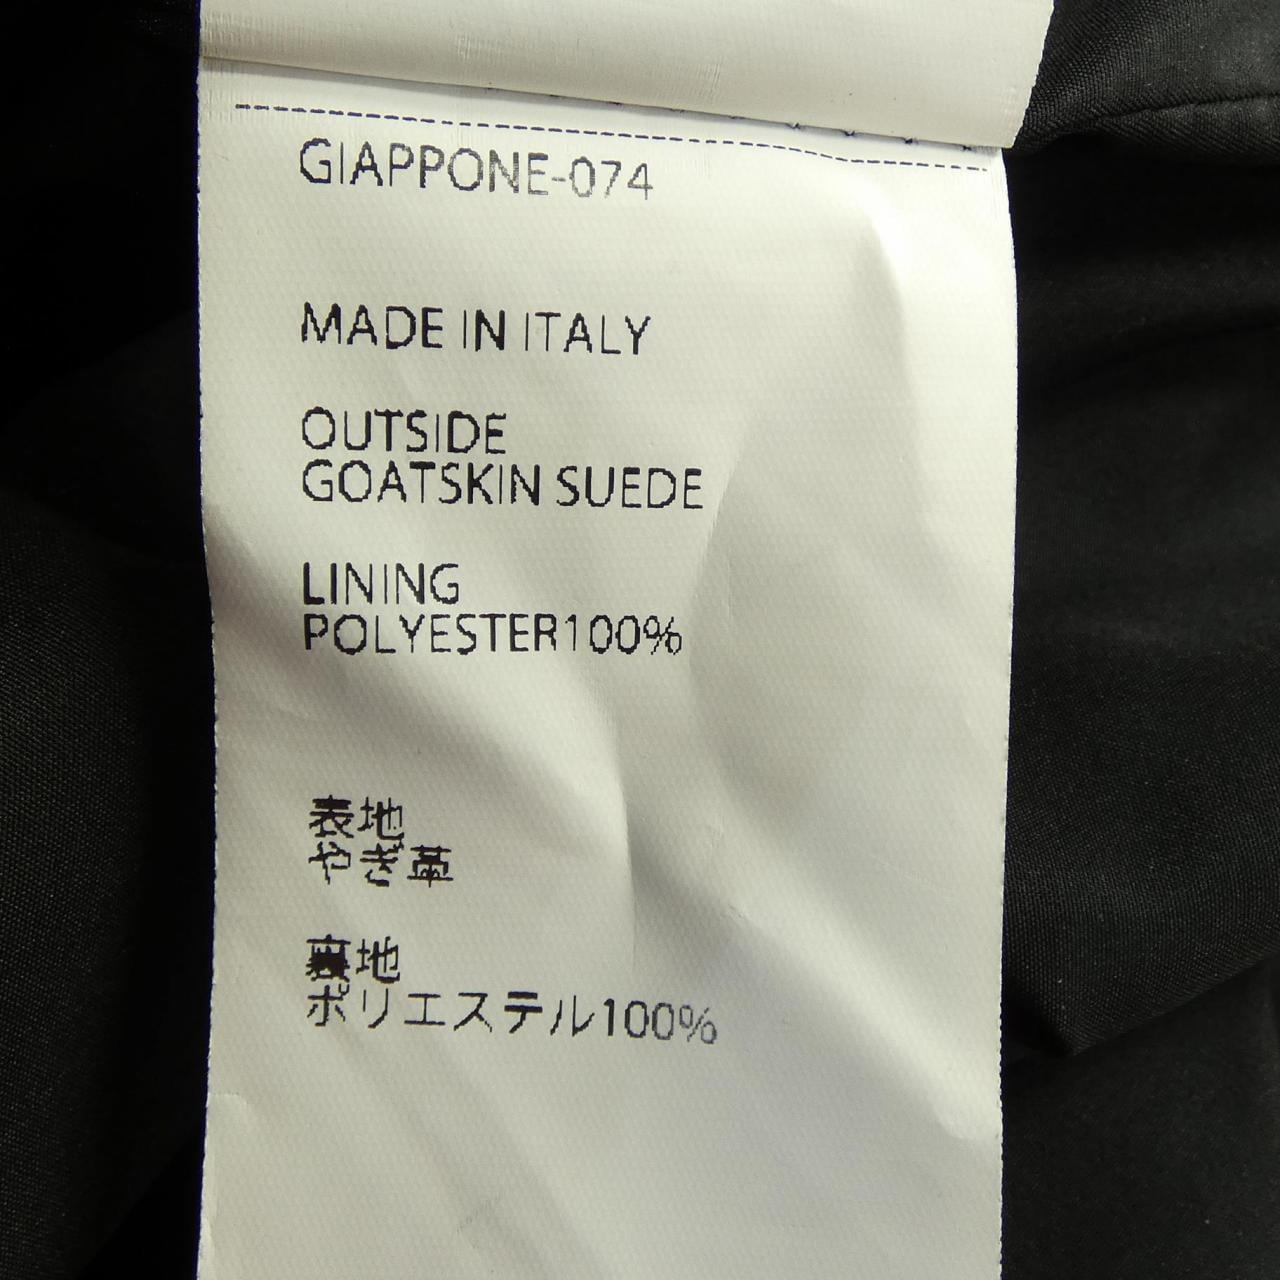 GIAPPONE-074
MADE IN ITALY
OUTSIDE
GOATSKIN SUEDE
LINING
POLYESTER100%
表地
やぎ革
裏地
ポリエステル100%